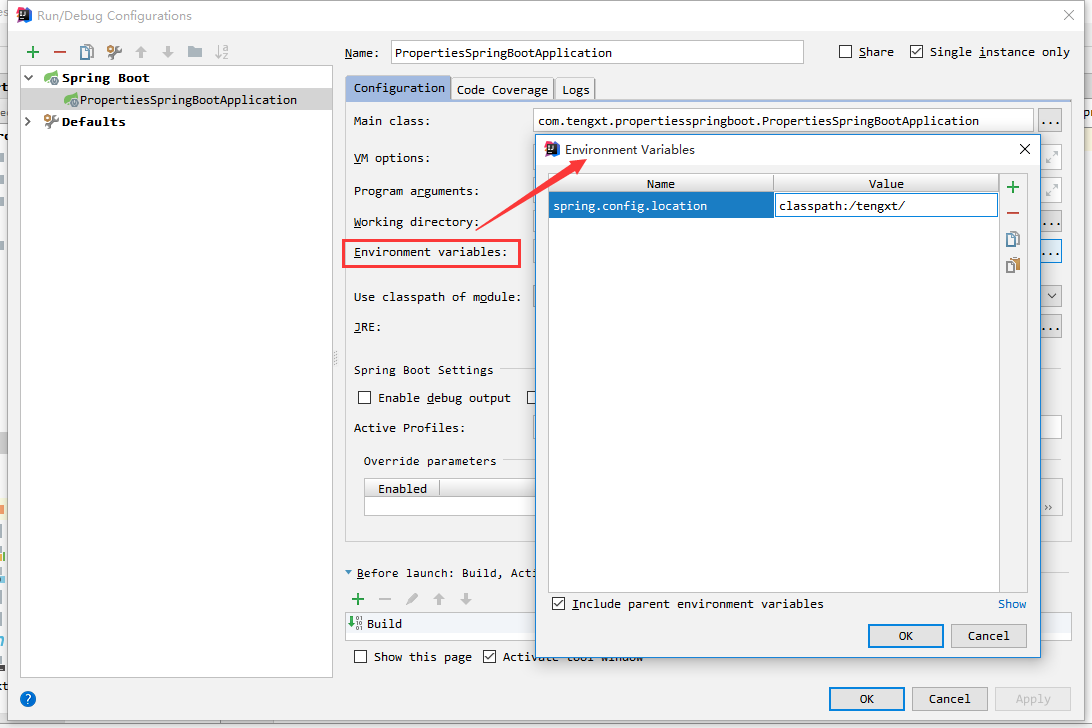 Run/Debug Configurations
Name: PropertiesSpringBootApplication
Share
Single instance only
Spring Boot
PropertiesSpringBootApplication
Defaults
Configuration
Code Coverage
Logs
Main class: com.tengxt.propertiesspringboot.PropertiesSpringBootApplication ...
VM options:
Program arguments:
Working directory: ...
Environment variables: ...
Use classpath of module:
JRE: ...
Spring Boot Settings
Enable debug output
Active Profiles:
Override parameters
Enabled
»
Before launch: Build, Acti
Build
Show this page
Activate tool window
OK
Cancel
Apply
Environment Variables
Name
Value
spring.config.location
classpath:/tengxt/
Include parent environment variables
Show
OK
Cancel